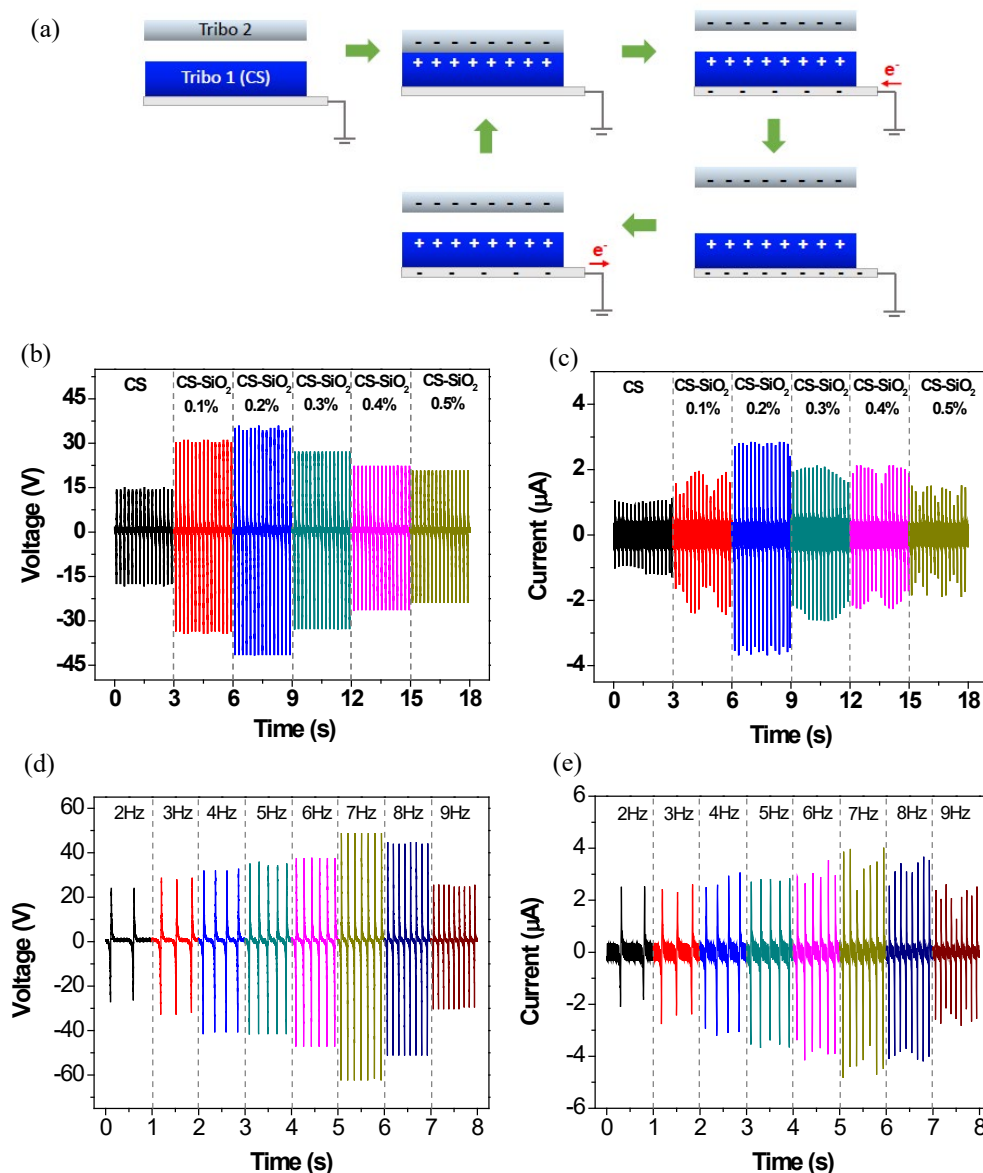 (a)
Tribo 2
Tribo 1 (CS)
- - - - - - - -
+ + + + + + + +
- - - - - - - -
+ + + + + + + +
- - - - -
e-
- - - - - - - -
+ + + + + + + +
- - - - -
e-
- - - - - - - -
+ + + + + + + +
- - - - - - - - - -
(b)
CS CS-SiO2 CS-SiO2 CS-SiO2 CS-SiO2 CS-SiO2
0.1% 0.2% 0.3% 0.4% 0.5%
45
30
15
0
-15
-30
-45
Voltage (V)
0 3 6 9 12 15 18
Time (s)
(c)
CS CS-SiO2 CS-SiO2 CS-SiO2 CS-SiO2 CS-SiO2
0.1% 0.2% 0.3% 0.4% 0.5%
4
2
0
-2
-4
Current (µA)
0 3 6 9 12 15 18
Time (s)
(d)
2Hz 3Hz 4Hz 5Hz 6Hz 7Hz 8Hz 9Hz
60
40
20
0
-20
-40
-60
Voltage (V)
0 1 2 3 4 5 6 7 8
Time (s)
(e)
2Hz 3Hz 4Hz 5Hz 6Hz 7Hz 8Hz 9Hz
6
4
2
0
-2
-4
-6
Current (µA)
0 1 2 3 4 5 6 7 8
Time (s)